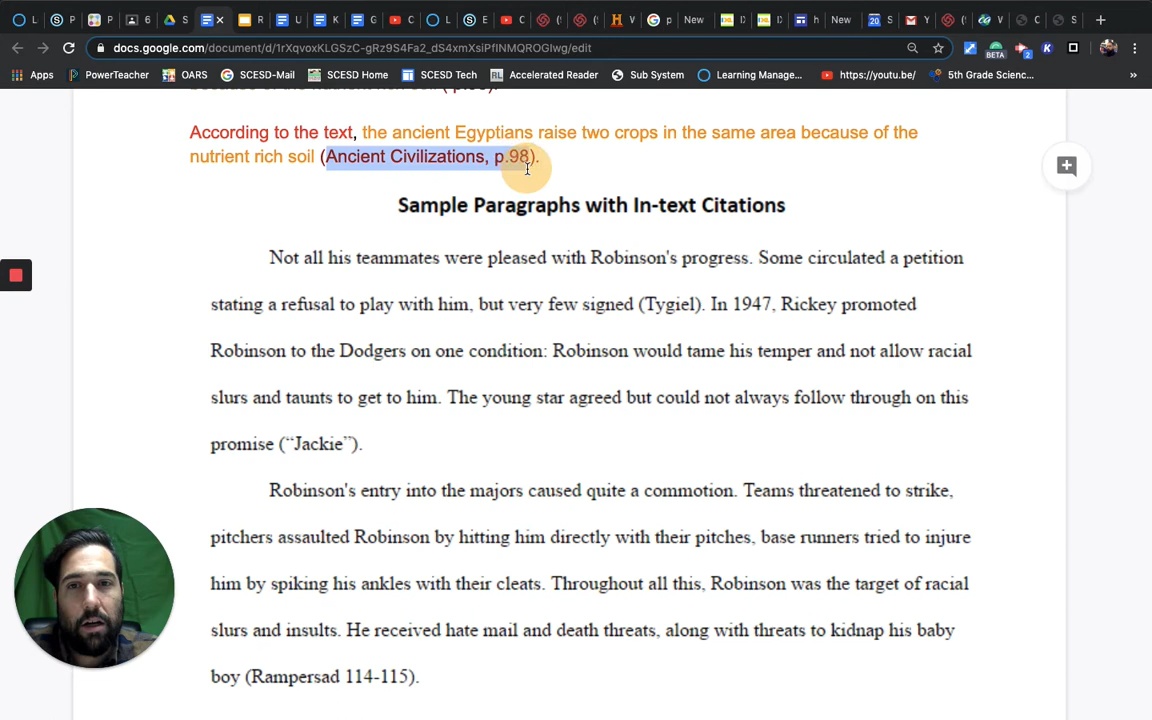 L
P
P
6
S
R
U
K
G
C
L
E
C
(
(
V
p
New
D
D
h
New
S
Y
(
V
C
S
docs.google.com/document/d/1rXqvoxKLGSzC-gRz9S4Fa2_dS4xmXsiPfINMQROGIwg/edit
BETA
2
K
Apps
PowerTeacher
OARS
SCESD-Mail
SCESD Home
SCESD Tech
RL Accelerated Reader
Sub System
Learning Manage...
https://youtu.be/
5th Grade Scienc...
»
According to the text, the ancient Egyptians raise two crops in the same area because of the
nutrient rich soil (Ancient Civilizations, p.98).
Sample Paragraphs with In-text Citations
Not all his teammates were pleased with Robinson's progress. Some circulated a petition
stating a refusal to play with him, but very few signed (Tygiel). In 1947, Rickey promoted
Robinson to the Dodgers on one condition: Robinson would tame his temper and not allow racial
slurs and taunts to get to him. The young star agreed but could not always follow through on this
promise (“Jackie”).
Robinson's entry into the majors caused quite a commotion. Teams threatened to strike,
pitchers assaulted Robinson by hitting him directly with their pitches, base runners tried to injure
him by spiking his ankles with their cleats. Throughout all this, Robinson was the target of racial
slurs and insults. He received hate mail and death threats, along with threats to kidnap his baby
boy (Rampersad 114-115).